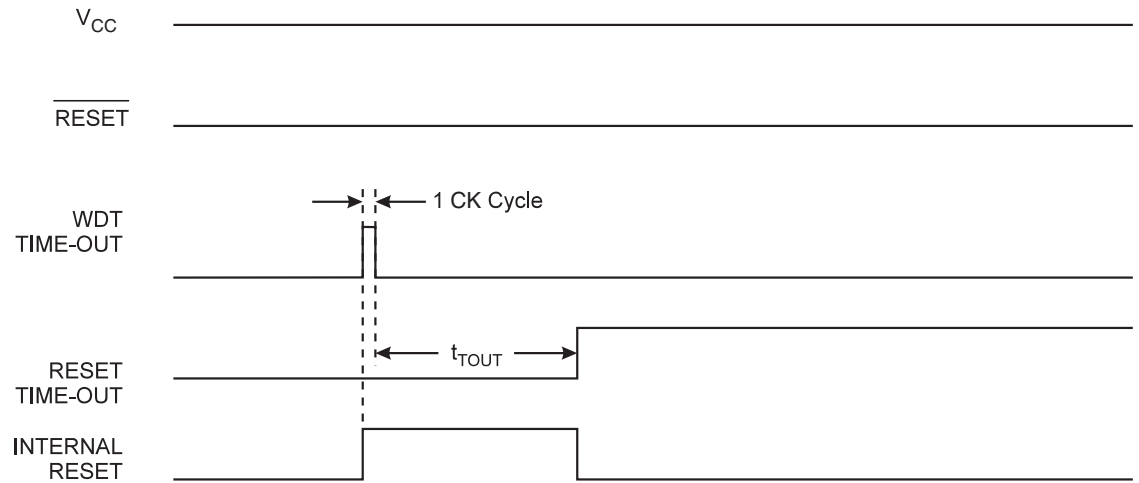 VCC
RESET
1 CK Cycle
WDT
TIME-OUT
tTOUT
RESET
TIME-OUT
INTERNAL
RESET